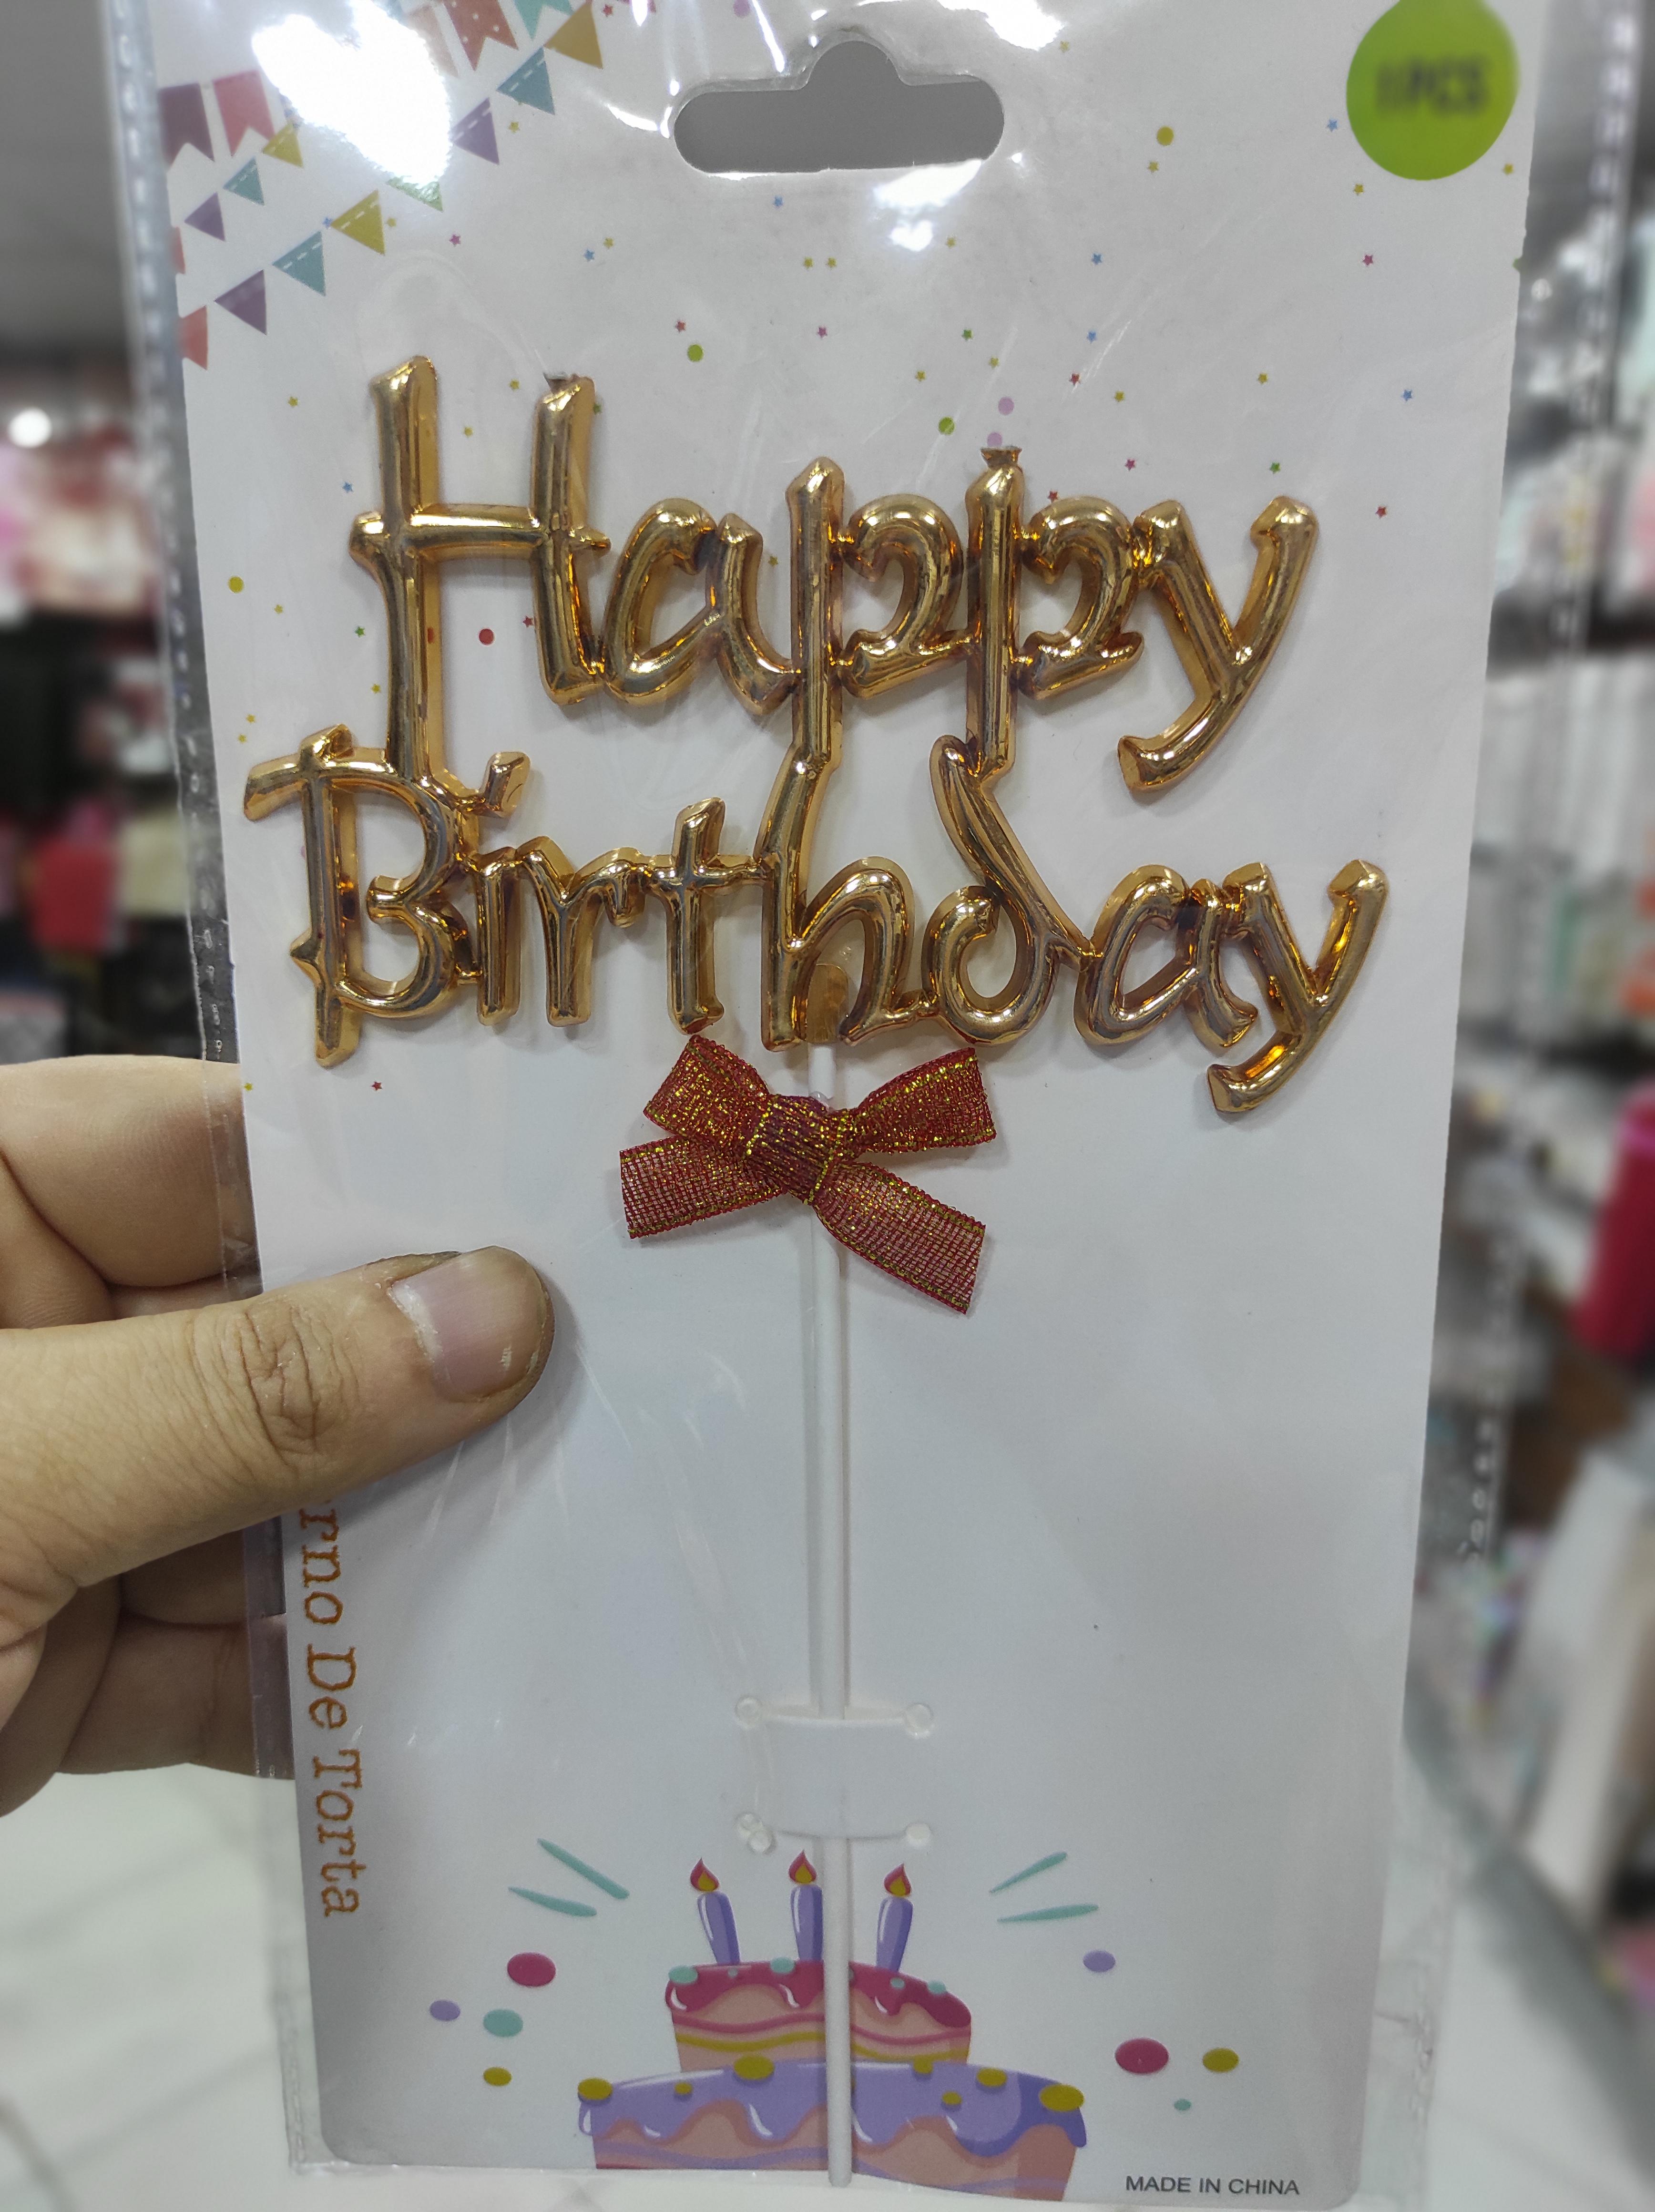 Happy
Birthday
De Torta
MADE IN CHINA